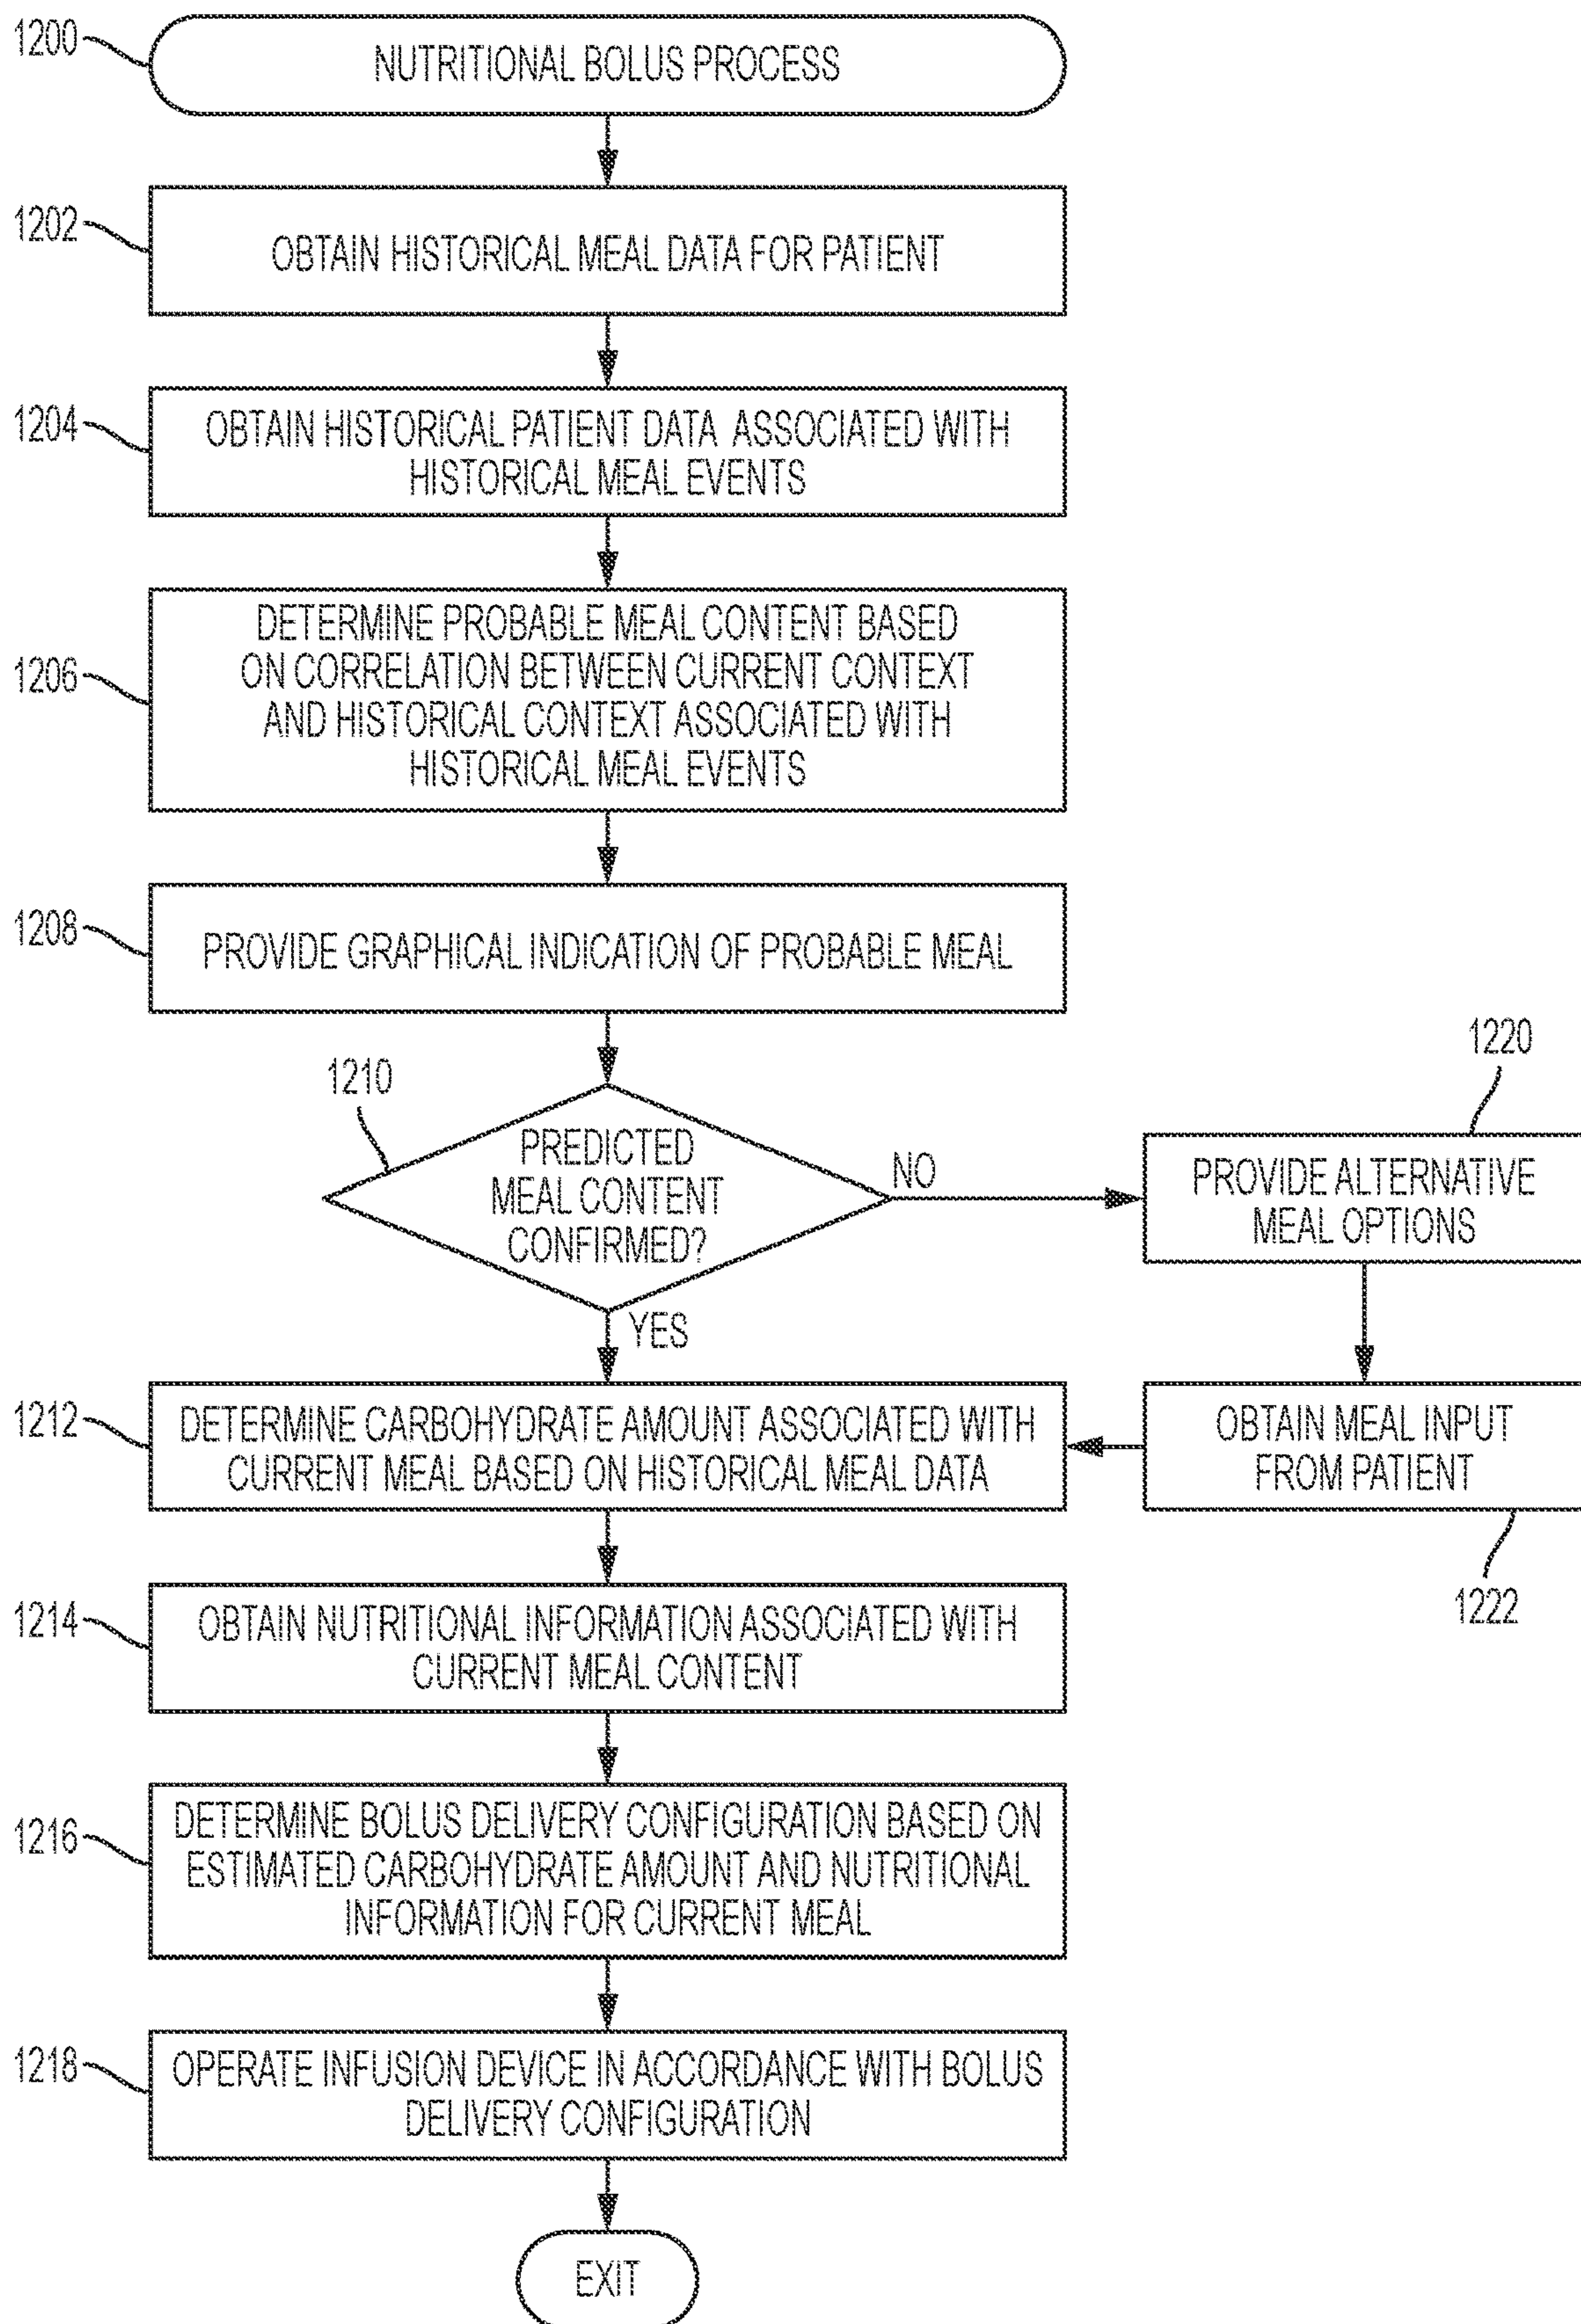 1200
NUTRITIONAL BOLUS PROCESS
1202
OBTAIN HISTORICAL MEAL DATA FOR PATIENT
1204
OBTAIN HISTORICAL PATIENT DATA ASSOCIATED WITH
HISTORICAL MEAL EVENTS
1206
DETERMINE PROBABLE MEAL CONTENT BASED
ON CORRELATION BETWEEN CURRENT CONTEXT
AND HISTORICAL CONTEXT ASSOCIATED WITH
HISTORICAL MEAL EVENTS
1208
PROVIDE GRAPHICAL INDICATION OF PROBABLE MEAL
1210
PREDICTED
MEAL CONTENT
CONFIRMED?
NO
YES
1220
PROVIDE ALTERNATIVE
MEAL OPTIONS
1212
DETERMINE CARBOHYDRATE AMOUNT ASSOCIATED WITH
CURRENT MEAL BASED ON HISTORICAL MEAL DATA
OBTAIN MEAL INPUT
FROM PATIENT
1222
1214
OBTAIN NUTRITIONAL INFORMATION ASSOCIATED WITH
CURRENT MEAL CONTENT
1216
DETERMINE BOLUS DELIVERY CONFIGURATION BASED ON
ESTIMATED CARBOHYDRATE AMOUNT AND NUTRITIONAL
INFORMATION FOR CURRENT MEAL
1218
OPERATE INFUSION DEVICE IN ACCORDANCE WITH BOLUS
DELIVERY CONFIGURATION
EXIT